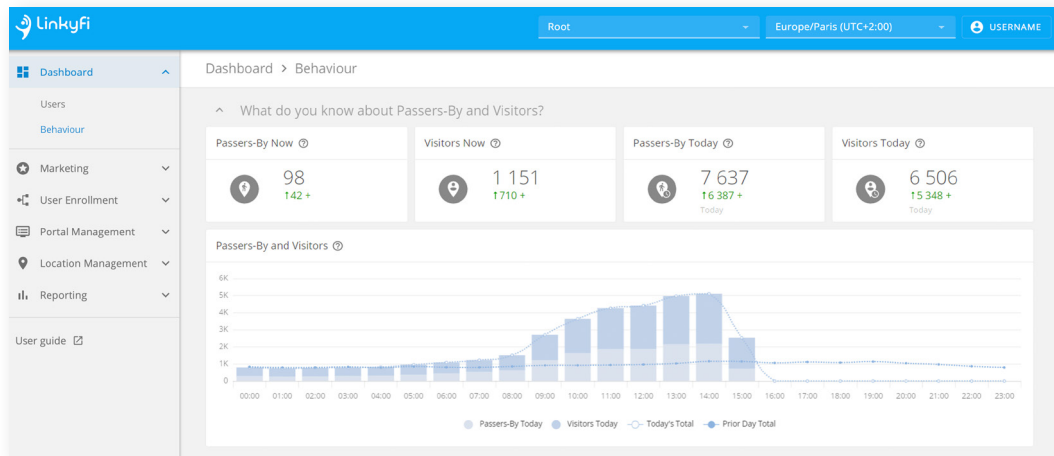 Linkyfi
Root
Europe/Paris (UTC+2:00)
USERNAME
Dashboard
Users
Behaviour
Marketing
User Enrollment
Portal Management
Location Management
Reporting
User guide
Dashboard > Behaviour
What do you know about Passers-By and Visitors?
Passers-By Now
98
↑42 +
Visitors Now
1 151
↑710 +
Passers-By Today
7 637
↑6 387 +
Today
Visitors Today
6 506
↑5 348 +
Today
Passers-By and Visitors
6K
5K
4K
3K
2K
1K
0
00:00 01:00 02:00 03:00 04:00 05:00 06:00 07:00 08:00 09:00 10:00 11:00 12:00 13:00 14:00 15:00 16:00 17:00 18:00 19:00 20:00 21:00 22:00 23:00
Passers-By Today Visitors Today Today's Total Prior Day Total